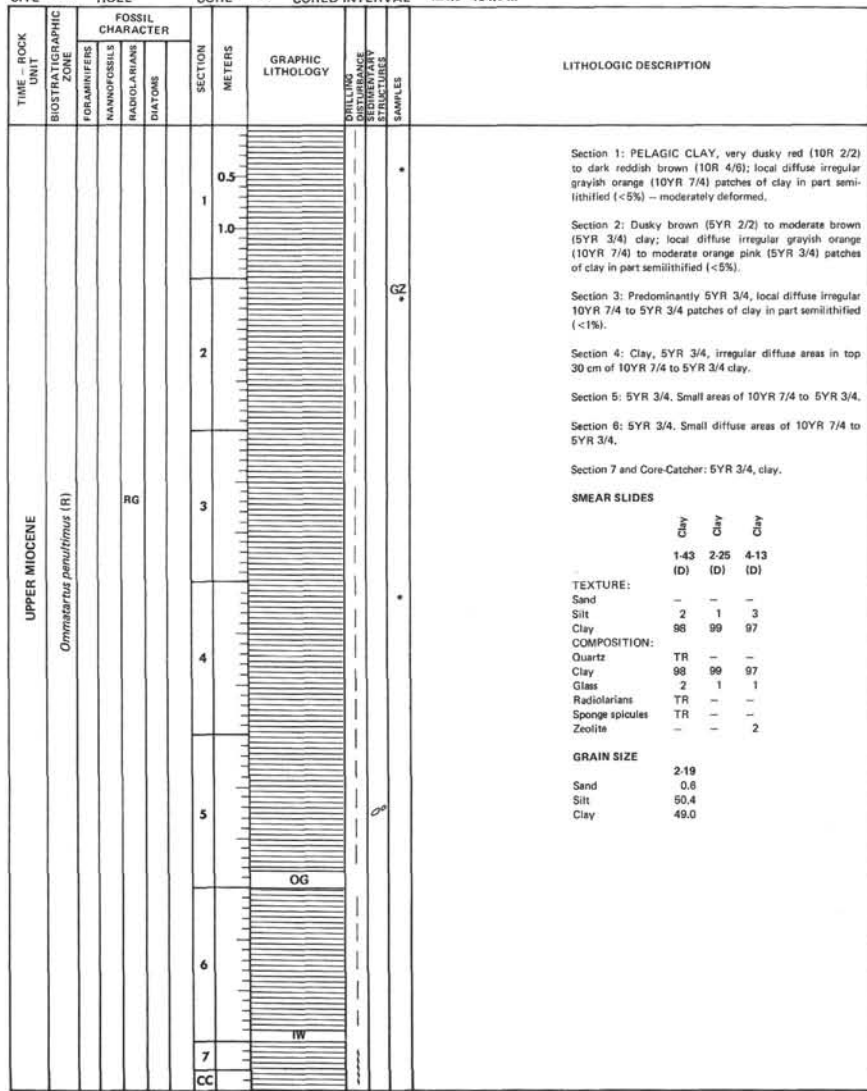 SITE HOLE CORE CORED INTERVAL
TIME – ROCK UNIT
BIOSTRATIGRAPHIC ZONE
FOSSIL CHARACTER
FORAMINIFERS
NANNOFOSSILS
RADIOLARIANS
DIATOMS
SECTION
METERS
GRAPHIC LITHOLOGY
DRILLING DISTURBANCE
SEDIMENTARY STRUCTURES
SAMPLES
LITHOLOGIC DESCRIPTION
UPPER MIOCENE
Ommatartus penultimus (R)
RG
1
0.5
1.0
2
GZ
3
4
5
OG
6
IW
7
CC
Section 1: PELAGIC CLAY, very dusky red (10R 2/2)
to dark reddish brown (10R 4/6); local diffuse irregular
grayish orange (10YR 7/4) patches of clay in part semi-
lithified (<5%) – moderately deformed.
Section 2: Dusky brown (5YR 2/2) to moderate brown
(5YR 3/4) clay; local diffuse irregular grayish orange
(10YR 7/4) to moderate orange pink (5YR 3/4) patches
of clay in part semilithified (<5%).
Section 3: Predominantly 5YR 3/4, local diffuse irregular
10YR 7/4 to 5YR 3/4 patches of clay in part semilithified
(<1%).
Section 4: Clay, 5YR 3/4, irregular diffuse areas in top
30 cm of 10YR 7/4 to 5YR 3/4 clay.
Section 5: 5YR 3/4. Small areas of 10YR 7/4 to 5YR 3/4.
Section 6: 5YR 3/4. Small diffuse areas of 10YR 7/4 to
5YR 3/4.
Section 7 and Core-Catcher: 5YR 3/4, clay.
SMEAR SLIDES
Clay Clay Clay
1-43 2-25 4-13
(D) (D) (D)
TEXTURE:
Sand – – –
Silt 2 1 3
Clay 98 99 97
COMPOSITION:
Quartz TR – –
Clay 98 99 97
Glass 2 1 1
Radiolarians TR – –
Sponge spicules TR – –
Zeolite – – 2
GRAIN SIZE
2-19
Sand 0.6
Silt 50.4
Clay 49.0